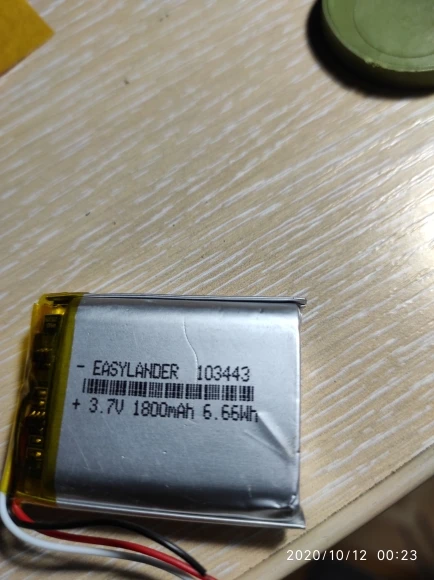 - EASYLANDER 103443
+ 3.7V 1800mAh 6.66Wh
2020/10/12 00:23